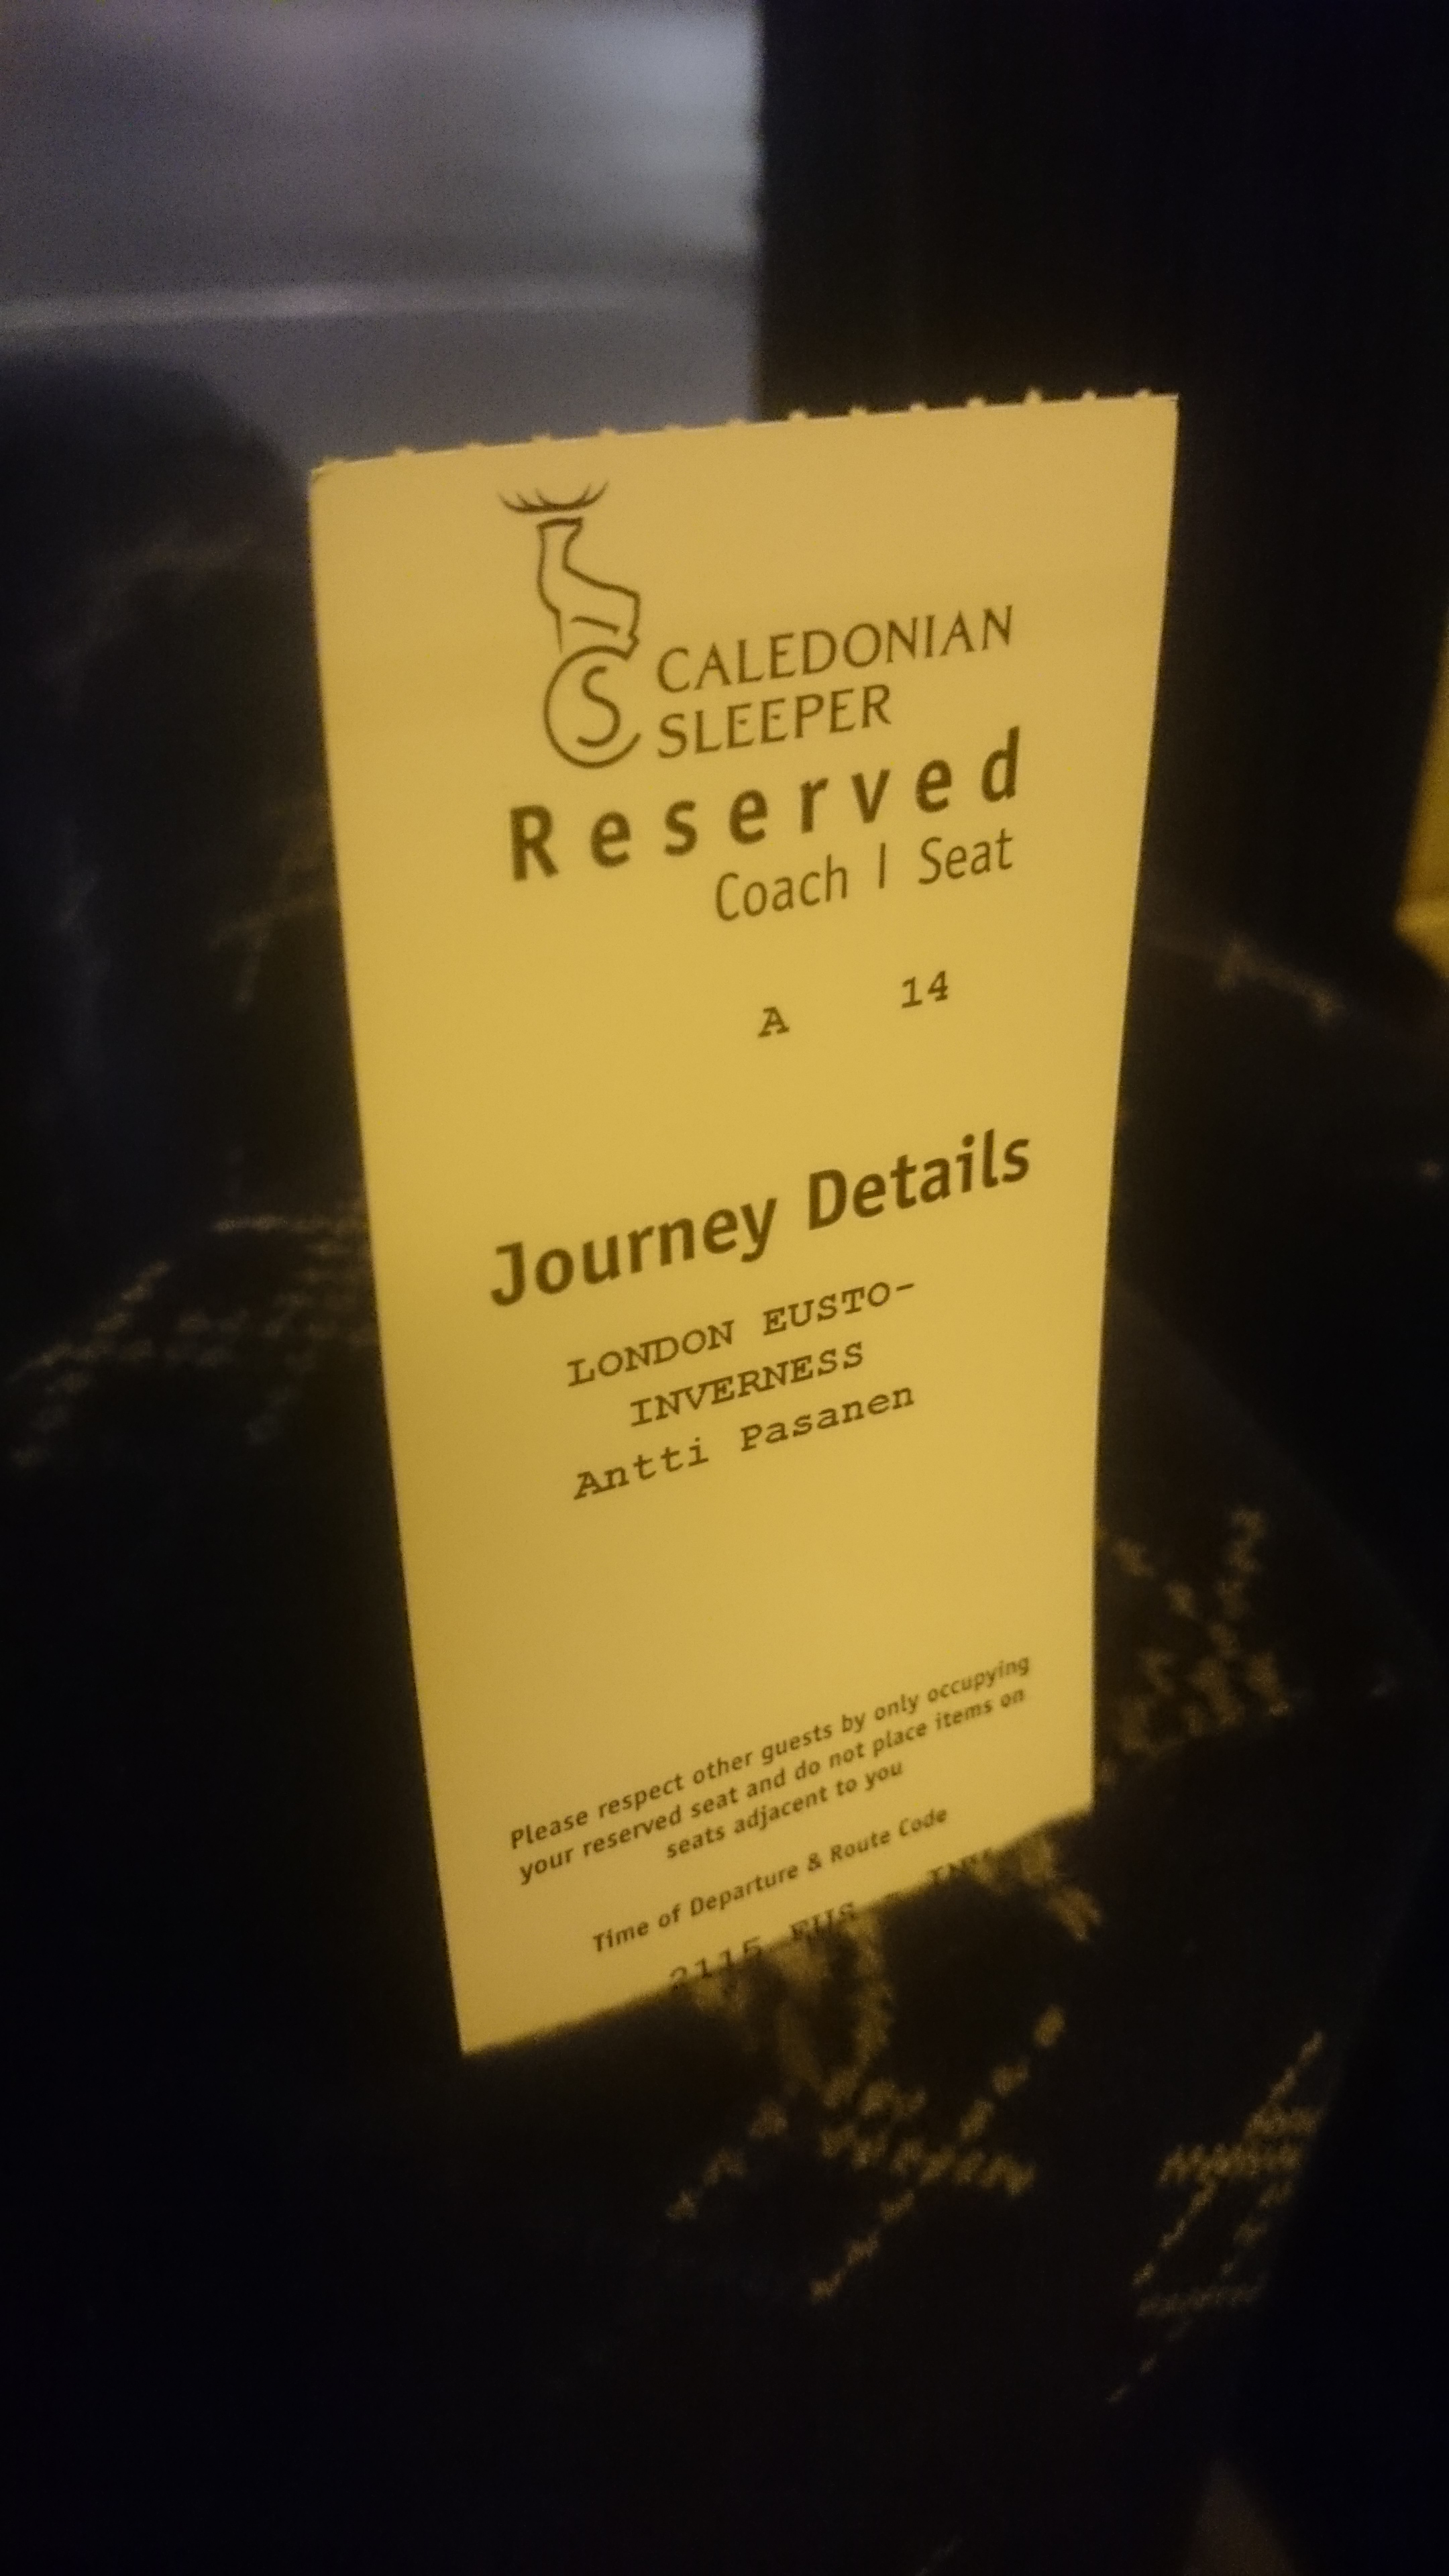 CALEDONIAN
SLEEPER
Reserved
Coach | Seat
A 14
Journey Details
LONDON EUSTO-
INVERNESS
Antti Pasanen
Please respect other guests by only occupying
your reserved seat and do not place items on
seats adjacent to you
Time of Departure & Route Code
2115 EUS -